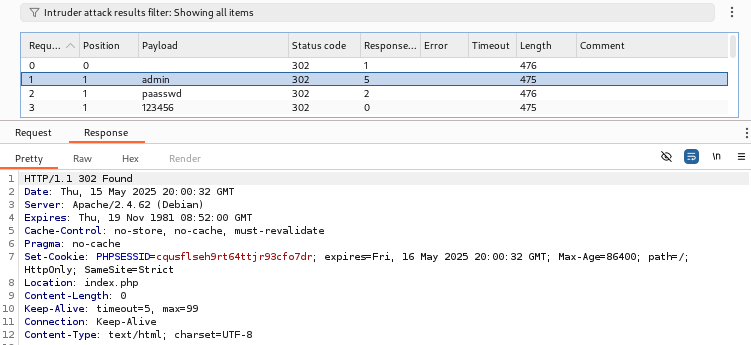 Intruder attack results filter: Showing all items
Requ... Position Payload Status code Response... Error Timeout Length Comment
0 0 302 1 476
1 1 admin 302 5 475
2 1 paasswd 302 2 476
3 1 123456 302 0 475
Request Response
Pretty Raw Hex Render \n
1 HTTP/1.1 302 Found
2 Date: Thu, 15 May 2025 20:00:32 GMT
3 Server: Apache/2.4.62 (Debian)
4 Expires: Thu, 19 Nov 1981 08:52:00 GMT
5 Cache-Control: no-store, no-cache, must-revalidate
6 Pragma: no-cache
7 Set-Cookie: PHPSESSID=cqusflseh9rt64ttjr93cfo7dr; expires=Fri, 16 May 2025 20:00:32 GMT; Max-Age=86400; path=/;
HttpOnly; SameSite=Strict
8 Location: index.php
9 Content-Length: 0
10 Keep-Alive: timeout=5, max=99
11 Connection: Keep-Alive
12 Content-Type: text/html; charset=UTF-8